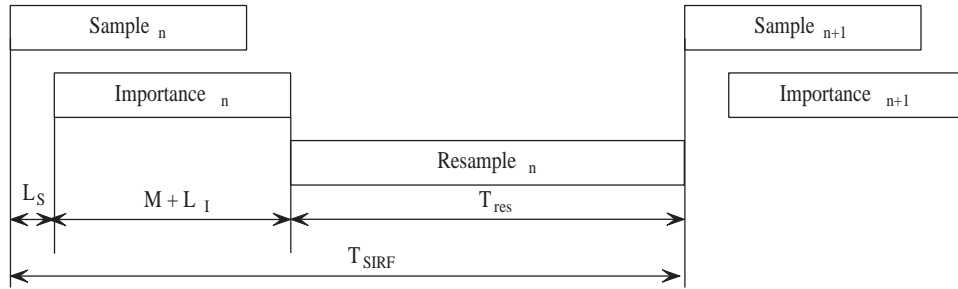 Sample n
Sample n+1
Importance n
Importance n+1
Resample n
L S
M + L I
T res
T SIRF